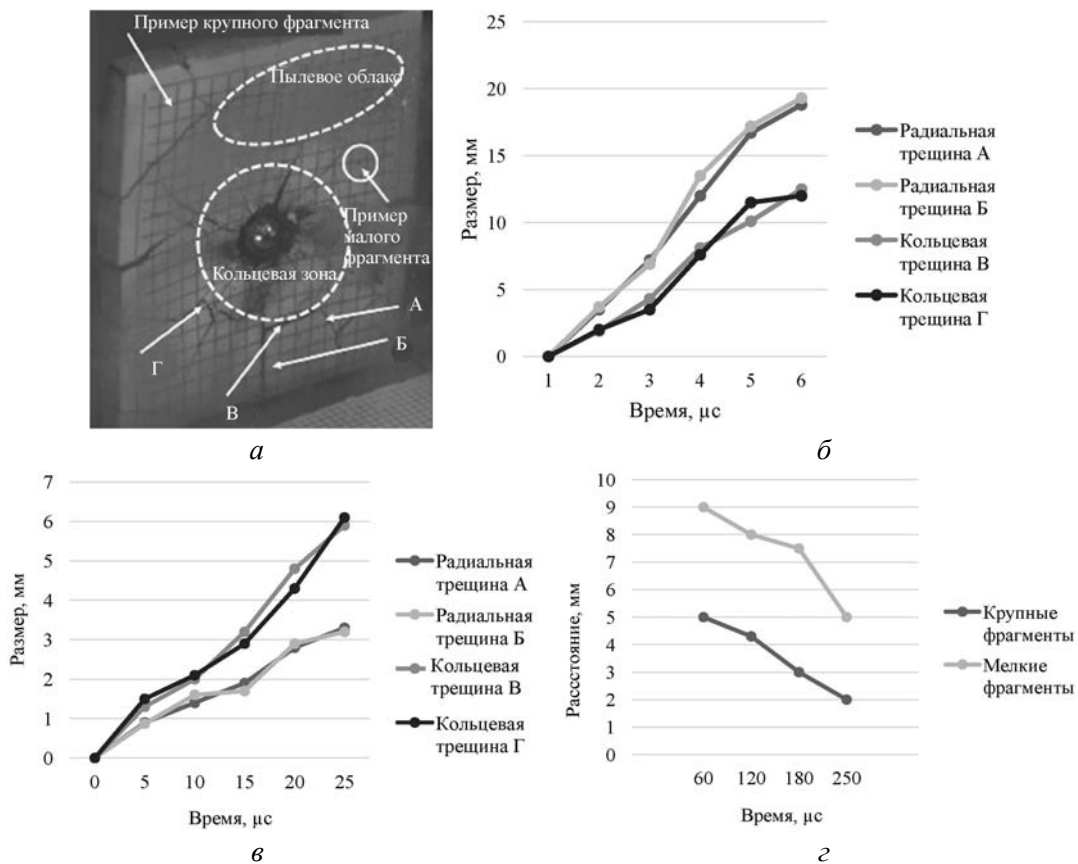 Пример крупного фрагмента
Пылевое облако
Пример
малого
фрагмента
Кольцевая зона
А
Б
В
Г
а
Размер, мм
20
15
10
5
0
1 2 3 4 5 6
Время, μс
Радиальная
трещина А
Радиальная
трещина Б
Кольцевая
трещина В
Кольцевая
трещина Г
б
Размер, мм
7
6
5
4
3
2
1
0
0 5 10 15 20 25
Время, μс
Радиальная
трещина А
Радиальная
трещина Б
Кольцевая
трещина В
Кольцевая
трещина Г
в
Рассстояние, мм
10
9
8
7
6
5
4
3
2
1
0
60 120 180 250
Время, μс
Крупные
фрагменты
Мелкие
фрагменты
г